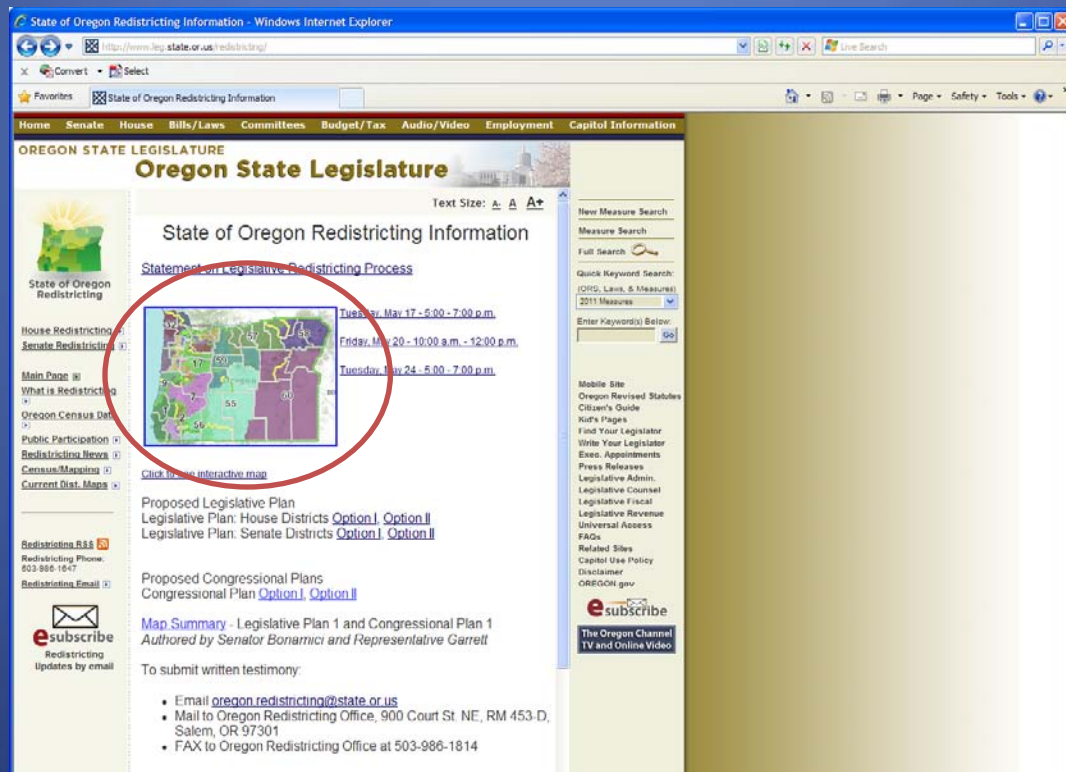 State of Oregon Redistricting Information - Windows Internet Explorer
http://www.leg.state.or.us/redistricting/
Live Search
x Convert Select
Favorites State of Oregon Redistricting Information
Page Safety Tools
Home Senate House Bills/Laws Committees Budget/Tax Audio/Video Employment Capitol Information
OREGON STATE LEGISLATURE
Oregon State Legislature
Text Size: A- A A+
State of Oregon Redistricting Information
Statement on Legislative Redistricting Process
Tuesday, May 17 - 5:00 - 7:00 p.m.
Friday, May 20 - 10:00 a.m. - 12:00 p.m.
Tuesday, May 24 - 5:00 - 7:00 p.m.
32
57
58
17
59
9
7
55
60
1
2
56
Click to see interactive map
Proposed Legislative Plan
Legislative Plan: House Districts Option I, Option II
Legislative Plan: Senate Districts Option I, Option II
Proposed Congressional Plans
Congressional Plan Option I, Option II
Map Summary - Legislative Plan 1 and Congressional Plan 1
Authored by Senator Bonamici and Representative Garrett
To submit written testimony:
• Email oregon.redistricting@state.or.us
• Mail to Oregon Redistricting Office, 900 Court St. NE, RM 453-D,
Salem, OR 97301
• FAX to Oregon Redistricting Office at 503-986-1814
State of Oregon
Redistricting
House Redistricting
Senate Redistricting
Main Page
What is Redistricting
Oregon Census Data
Public Participation
Redistricting News
Census/Mapping
Current Dist. Maps
Redistricting RSS
Redistricting Phone:
503-986-1647
Redistricting Email
esubscribe
Redistricting
Updates by email
New Measure Search
Measure Search
Full Search
Quick Keyword Search:
(ORS, Laws, & Measures)
2011 Measures
Enter Keyword(s) Below:
Go
Mobile Site
Oregon Revised Statutes
Citizen's Guide
Kid's Pages
Find Your Legislator
Write Your Legislator
Exec. Appointments
Press Releases
Legislative Admin.
Legislative Counsel
Legislative Fiscal
Legislative Revenue
Universal Access
FAQs
Related Sites
Capitol Use Policy
Disclaimer
OREGON.gov
esubscribe
The Oregon Channel
TV and Online Video